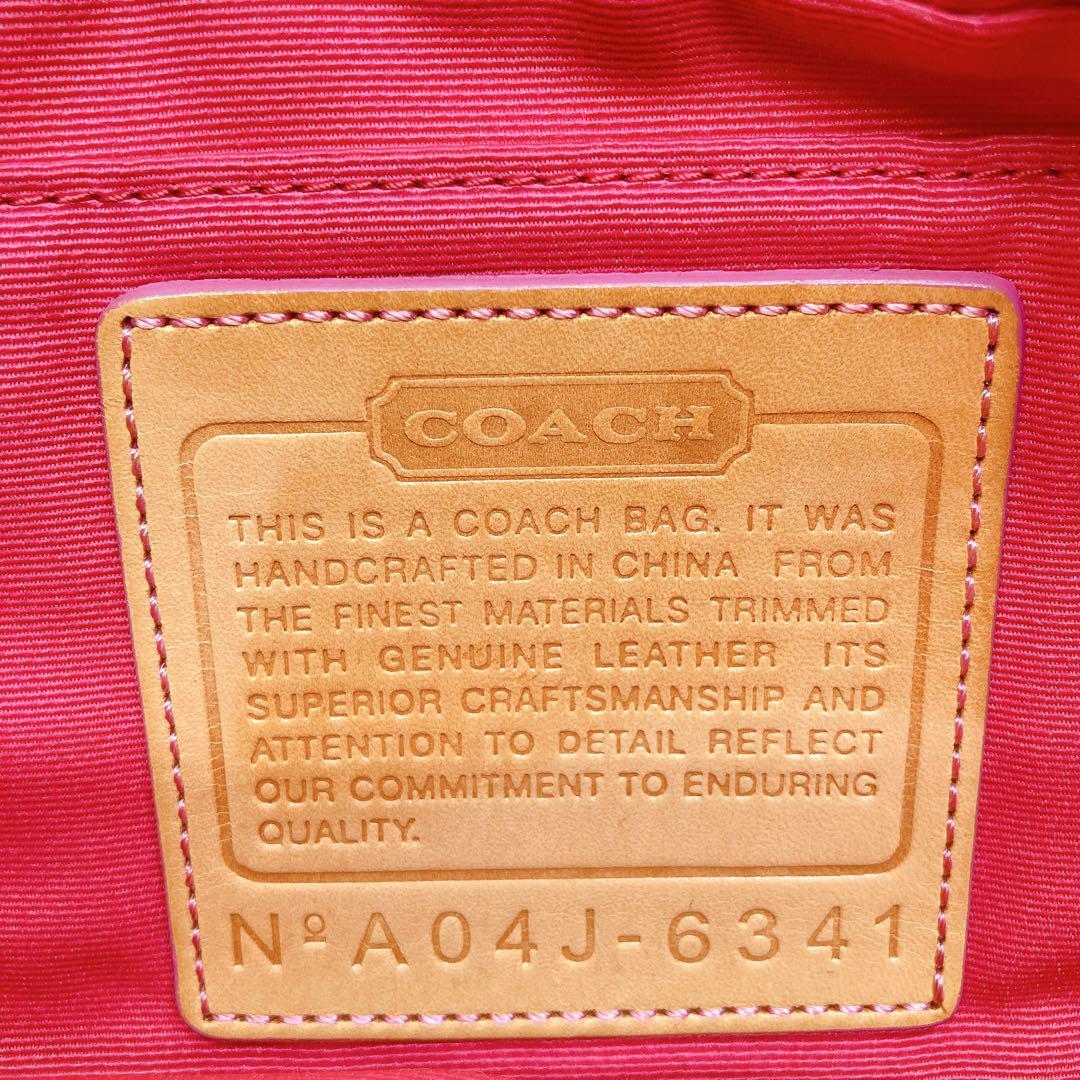 COACH
THIS IS A COACH BAG. IT WAS
HANDCRAFTED IN CHINA FROM
THE FINEST MATERIALS TRIMMED
WITH GENUINE LEATHER ITS
SUPERIOR CRAFTSMANSHIP AND
ATTENTION TO DETAIL REFLECT
OUR COMMITMENT TO ENDURING
QUALITY.
Nº A04J-6341